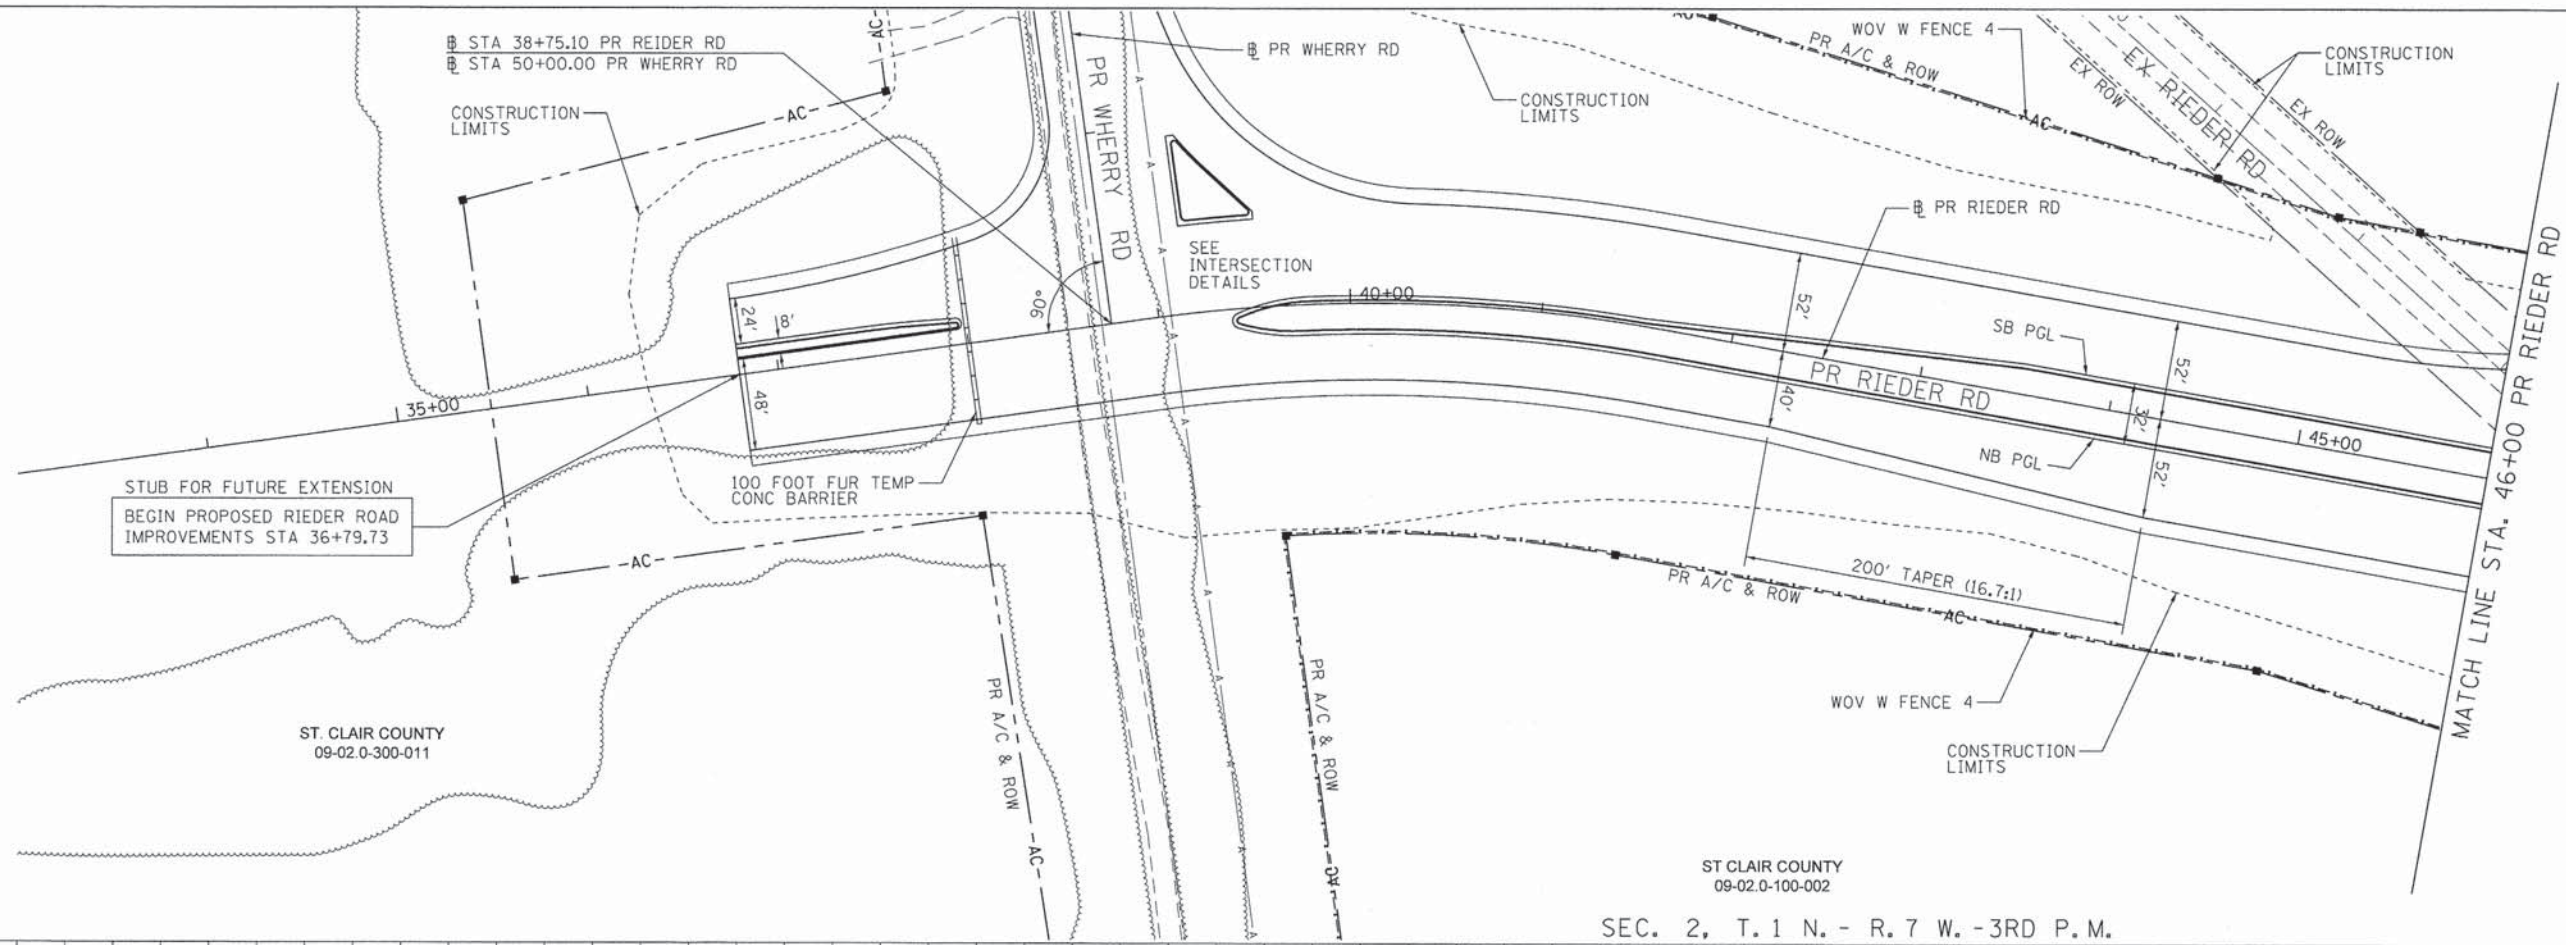 ℄ STA 38+75.10 PR REIDER RD
℄ STA 50+00.00 PR WHERRY RD
CONSTRUCTION
LIMITS
AC
AC
PR WHERRY RD
℄ PR WHERRY RD
CONSTRUCTION
LIMITS
WOV W FENCE 4
PR A/C & ROW
AC
EX ROW
EX RIEDER RD
EX ROW
CONSTRUCTION
LIMITS
℄ PR RIEDER RD
SEE
INTERSECTION
DETAILS
90°
24'
8'
48'
35+00
40+00
52'
40'
PR RIEDER RD
SB PGL
NB PGL
52'
32'
52'
45+00
MATCH LINE STA. 46+00 PR RIEDER RD
STUB FOR FUTURE EXTENSION
BEGIN PROPOSED RIEDER ROAD
IMPROVEMENTS STA 36+79.73
100 FOOT FUR TEMP
CONC BARRIER
AC
PR A/C & ROW
AC
PR A/C & ROW
AC
200' TAPER (16.7:1)
PR A/C & ROW
AC
WOV W FENCE 4
CONSTRUCTION
LIMITS
A
A
A
A
A
A
A
A
A
A
A
ST. CLAIR COUNTY
09-02.0-300-011
ST CLAIR COUNTY
09-02.0-100-002
SEC. 2, T. 1 N. - R. 7 W. - 3RD P. M.